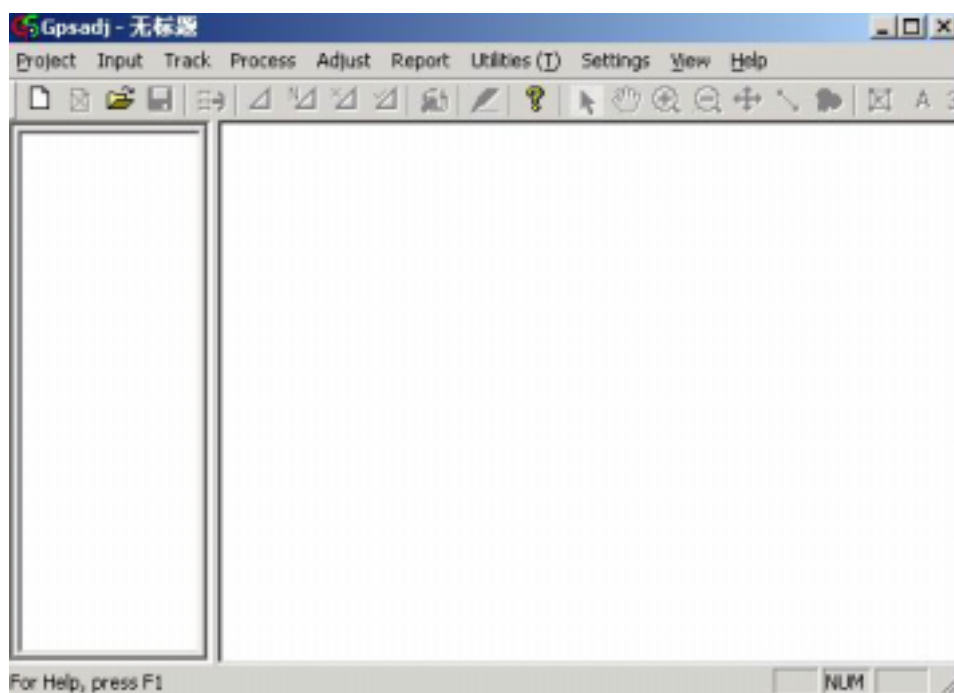 Gpsadj - 无标题
Project Input Track Process Adjust Report Utilities (T) Settings View Help
A
For Help, press F1
NUM